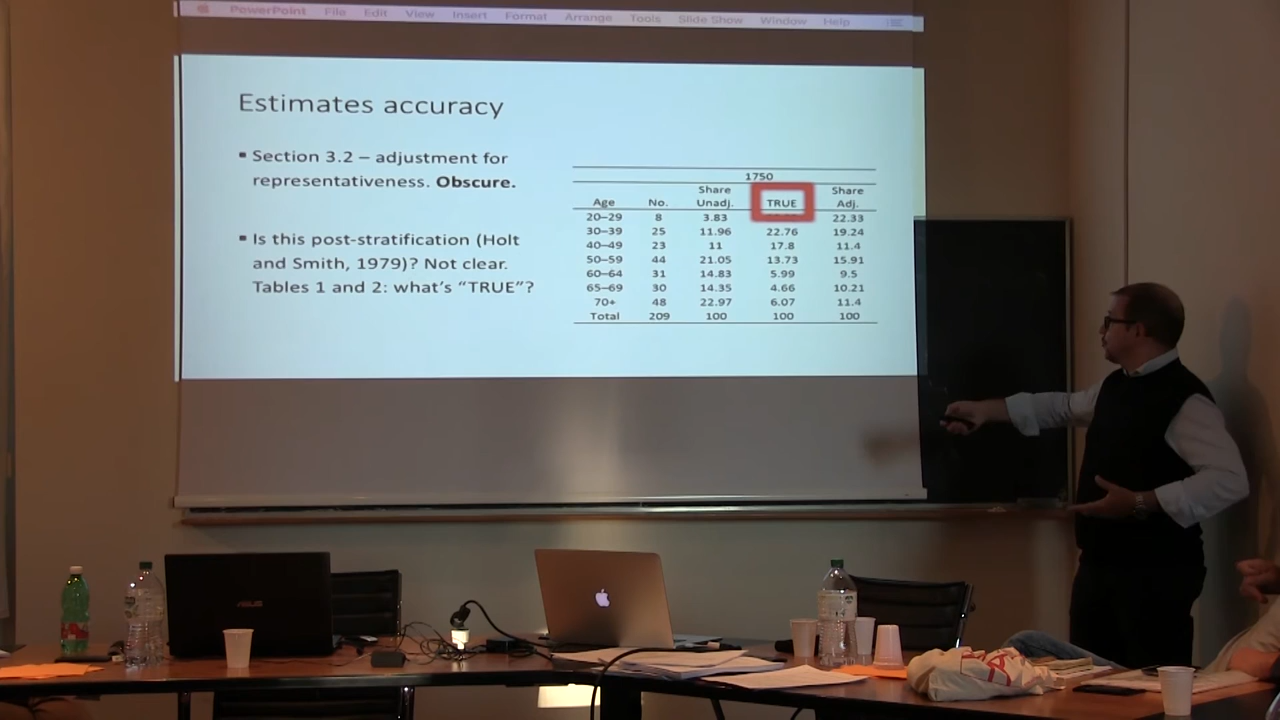 PowerPoint File Edit View Insert Format Arrange Tools Slide Show Window Help
Estimates accuracy
▪ Section 3.2 – adjustment for
representativeness. Obscure.
▪ Is this post-stratification (Holt
and Smith, 1979)? Not clear.
Tables 1 and 2: what's "TRUE"?
1750
Share Share
Age No. Unadj. TRUE Adj.
20–29 8 3.83 22.33
30–39 25 11.96 22.76 19.24
40–49 23 11 17.8 11.4
50–59 44 21.05 13.73 15.91
60–64 31 14.83 5.99 9.5
65–69 30 14.35 4.66 10.21
70+ 48 22.97 6.07 11.4
Total 209 100 100 100
ASUS